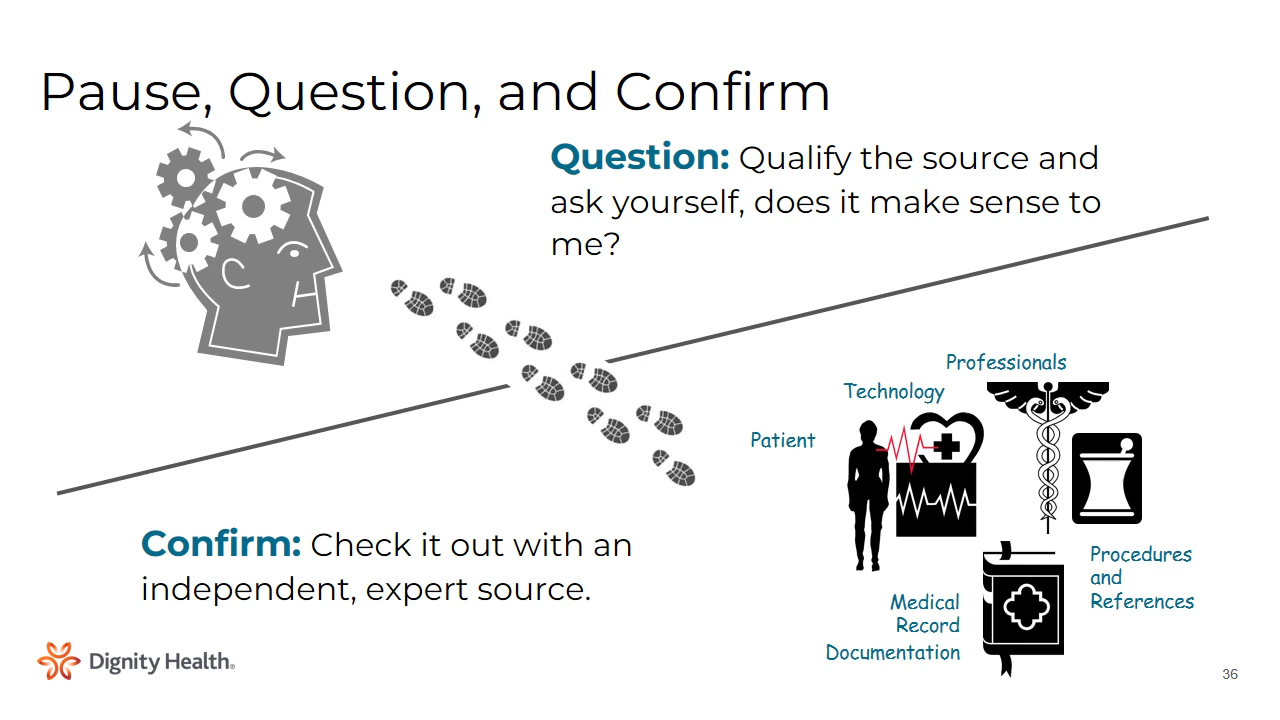 Pause, Question, and Confirm
Question: Qualify the source and
ask yourself, does it make sense to
me?
Professionals
Technology
Patient
Confirm: Check it out with an
independent, expert source.
Procedures
and
References
Medical
Record
Documentation
Dignity Health®
36